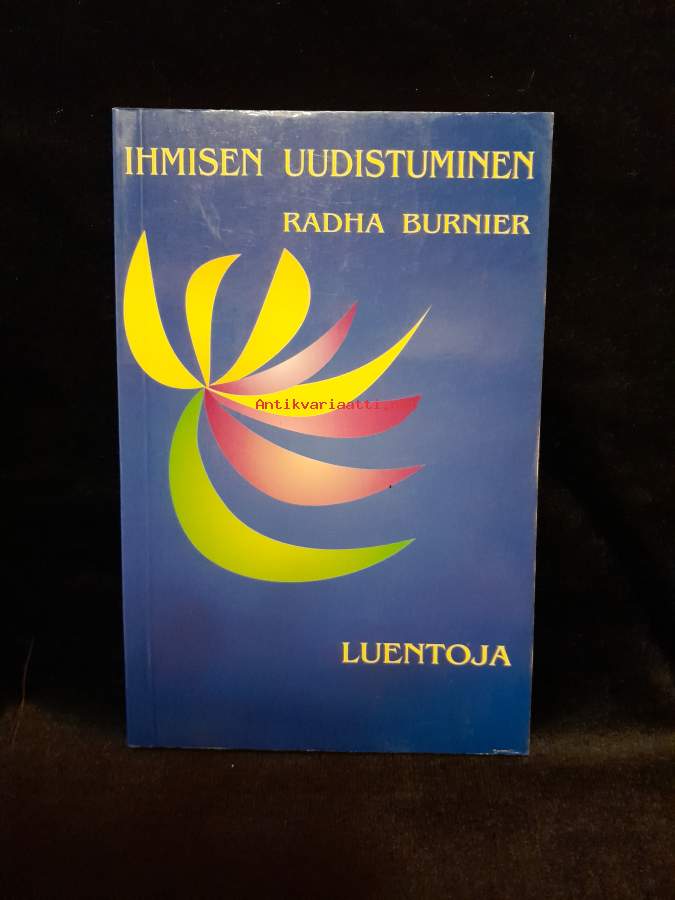 IHMISEN UUDISTUMINEN
RADHA BURNIER
Antikvariaatti.net
LUENTOJA